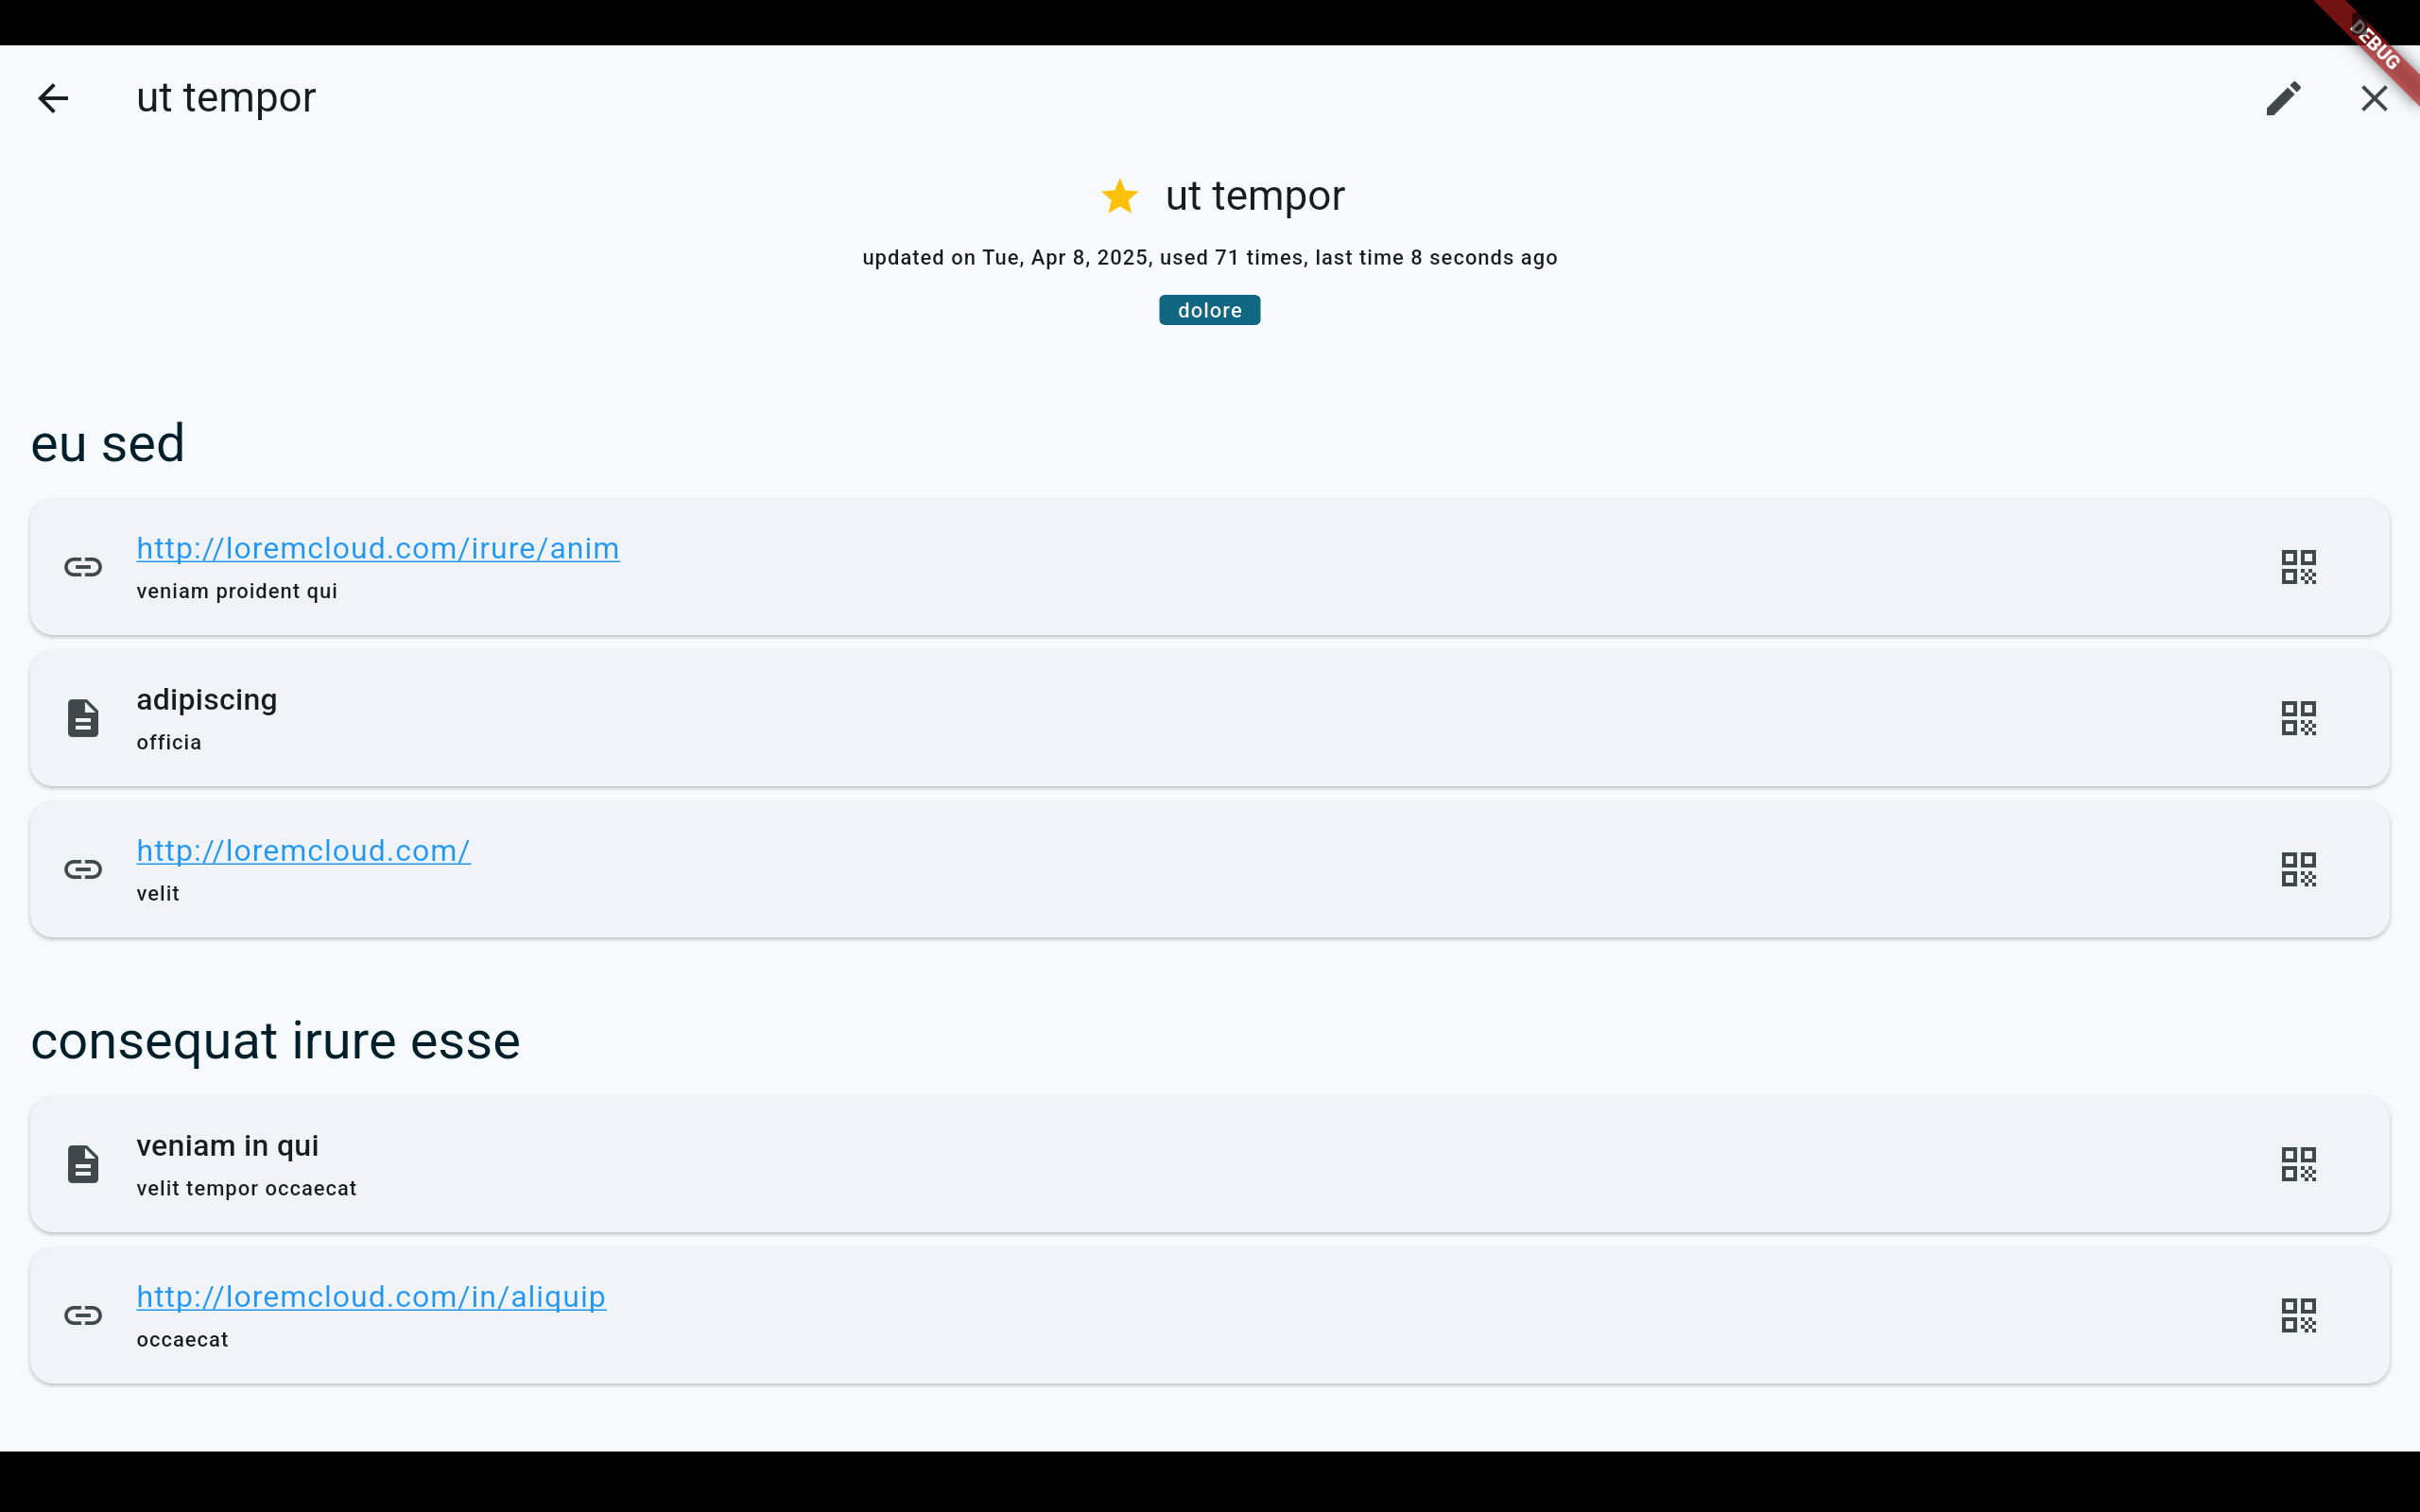 DEBUG
ut tempor
ut tempor
updated on Tue, Apr 8, 2025, used 71 times, last time 8 seconds ago
dolore
eu sed
http://loremcloud.com/irure/anim
veniam proident qui
adipiscing
officia
http://loremcloud.com/
velit
consequat irure esse
veniam in qui
velit tempor occaecat
http://loremcloud.com/in/aliquip
occaecat